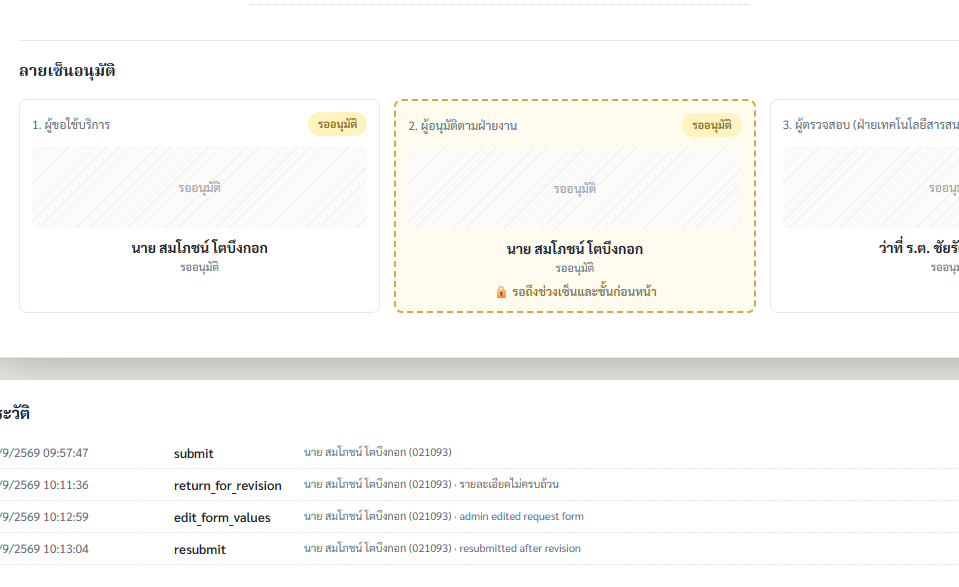 ลายเซ็นอนุมัติ
1. ผู้ขอใช้บริการ
รออนุมัติ
รออนุมัติ
นาย สมโภชน์ โตบึงกอก
รออนุมัติ
2. ผู้อนุมัติตามฝ่ายงาน
รออนุมัติ
รออนุมัติ
นาย สมโภชน์ โตบึงกอก
รออนุมัติ
รอถึงช่วงเซ็นและขั้นก่อนหน้า
3. ผู้ตรวจสอบ (ฝ่ายเทคโนโลยีสารสน
รออนุ
ว่าที่ ร.ต. ชัยรั
รออนุม
ระวัติ
/9/2569 09:57:47 submit นาย สมโภชน์ โตบึงกอก (021093)
/9/2569 10:11:36 return_for_revision นาย สมโภชน์ โตบึงกอก (021093) · รายละเอียดไม่ครบถ้วน
/9/2569 10:12:59 edit_form_values นาย สมโภชน์ โตบึงกอก (021093) · admin edited request form
/9/2569 10:13:04 resubmit นาย สมโภชน์ โตบึงกอก (021093) · resubmitted after revision